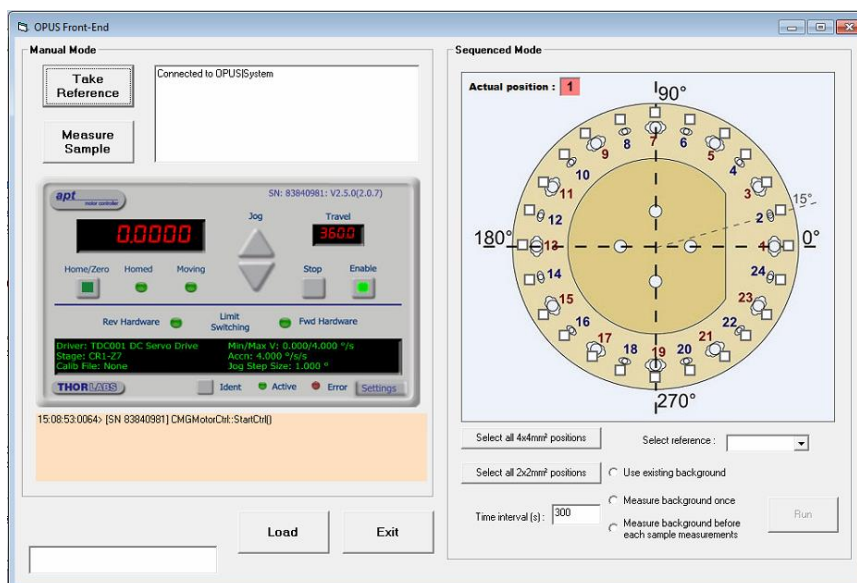 OPUS Front-End
Manual Mode
Take
Reference
Connected to OPUS|System
Measure
Sample
apt
motor controller
SN: 83840981: V2.5.0(2.0.7)
0.0000
Jog
Travel
360.0
Home/Zero Homed Moving
Stop Enable
Rev Hardware
Limit
Switching
Fwd Hardware
Driver: TDC001 DC Servo Drive
Stage: CR1-Z7
Calib File: None
Min/Max V: 0.000/4.000 °/s
Accn: 4.000 °/s/s
Jog Step Size: 1.000 °
THORLABS
Ident Active Error Settings
15:08:53:0064> [SN 83840981] CMGMotorCtrl::StartCtrl()
Load
Exit
Sequenced Mode
Actual position : 1
90°
7
8 6
9 5
10 4
11 3
15°
12 2
180° 13 1 0°
14 24
15 23
16 22
17 21
18 20
19
270°
Select all 4x4mm² positions
Select reference :
Select all 2x2mm² positions
Use existing background
Time interval (s) : 300
Measure background once
Measure background before
each sample measurements
Run